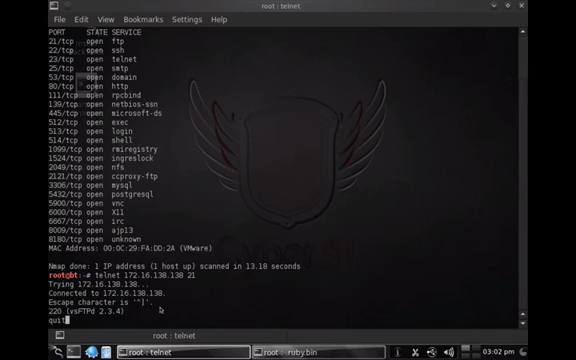 root : telnet
File Edit View Bookmarks Settings Help
PORT STATE SERVICE
21/tcp open ftp
22/tcp open ssh
23/tcp open telnet
25/tcp open smtp
53/tcp open domain
80/tcp open http
111/tcp open rpcbind
139/tcp open netbios-ssn
445/tcp open microsoft-ds
512/tcp open exec
513/tcp open login
514/tcp open shell
1099/tcp open rmiregistry
1524/tcp open ingreslock
2049/tcp open nfs
2121/tcp open ccproxy-ftp
3306/tcp open mysql
5432/tcp open postgresql
5900/tcp open vnc
6000/tcp open X11
6667/tcp open irc
8009/tcp open ajp13
8180/tcp open unknown
MAC Address: 00:0C:29:FA:DD:2A (VMware)
Nmap done: 1 IP address (1 host up) scanned in 13.18 seconds
root@bt:~# telnet 172.16.138.138 21
Trying 172.16.138.138...
Connected to 172.16.138.138.
Escape character is '^]'.
220 (vsFTPd 2.3.4)
quit
root : telnet
root : telnet
root : ruby.bin
03:02 pm